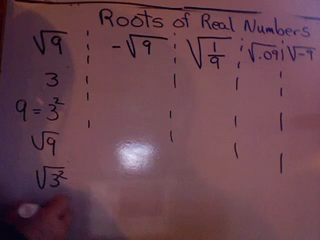 Roots of Real Numbers
√9 -√9 √1/9 √.09 √-9
3
9 = 3²
√9
√3²